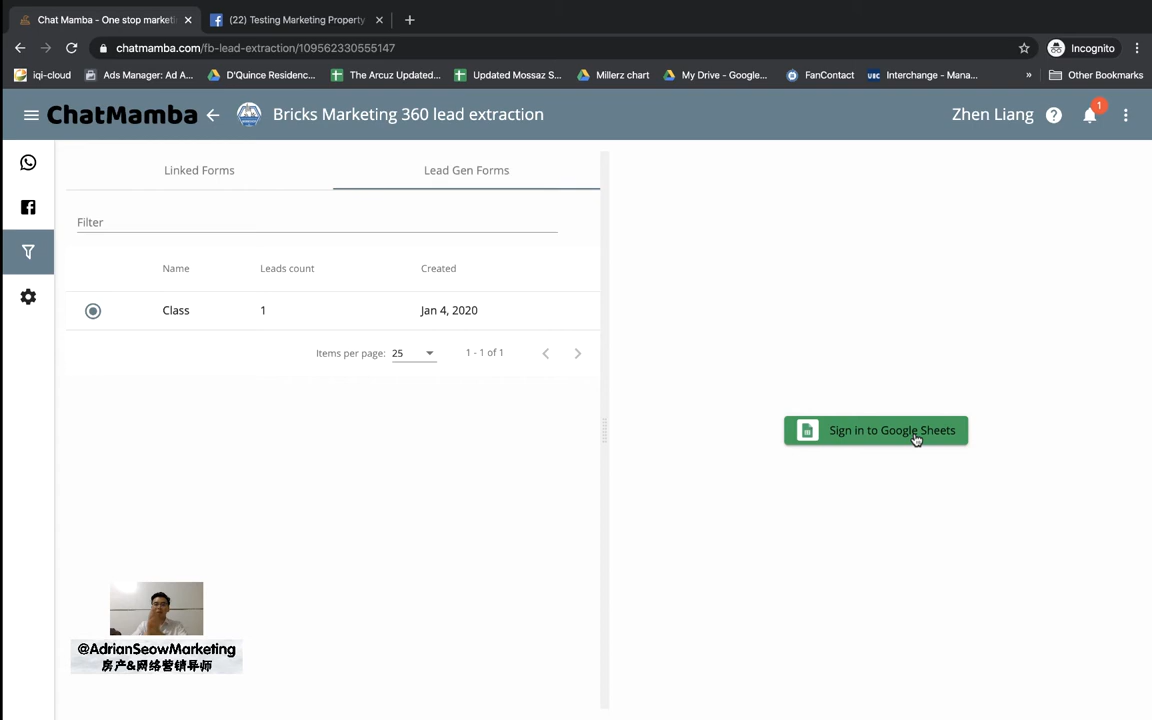 Chat Mamba - One stop marketi
(22) Testing Marketing Property
chatmamba.com/fb-lead-extraction/109562330555147
Incognito
iqi-cloud
Ads Manager: Ad A...
D'Quince Residenc...
The Arcuz Updated...
Updated Mossaz S...
Millerz chart
My Drive - Google...
FanContact
UBC Interchange - Mana...
»
Other Bookmarks
ChatMamba
Bricks Marketing 360 lead extraction
Zhen Liang
1
Linked Forms
Lead Gen Forms
Filter
Name Leads count Created
Class 1 Jan 4, 2020
Items per page: 25 1 - 1 of 1
Sign in to Google Sheets
@AdrianSeowMarketing
房产&网络营销导师